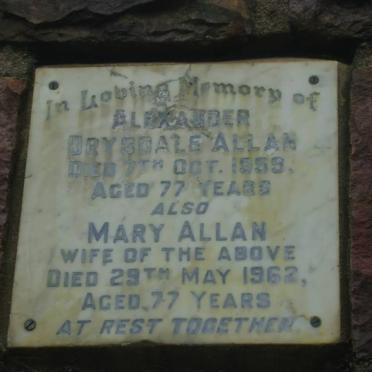 In Loving Memory of
ALEXANDER
DRYSDALE ALLAN
DIED 7TH OCT. 1959,
AGED 77 YEARS
ALSO
MARY ALLAN
WIFE OF THE ABOVE
DIED 29TH MAY 1962,
AGED 77 YEARS
AT REST TOGETHER.